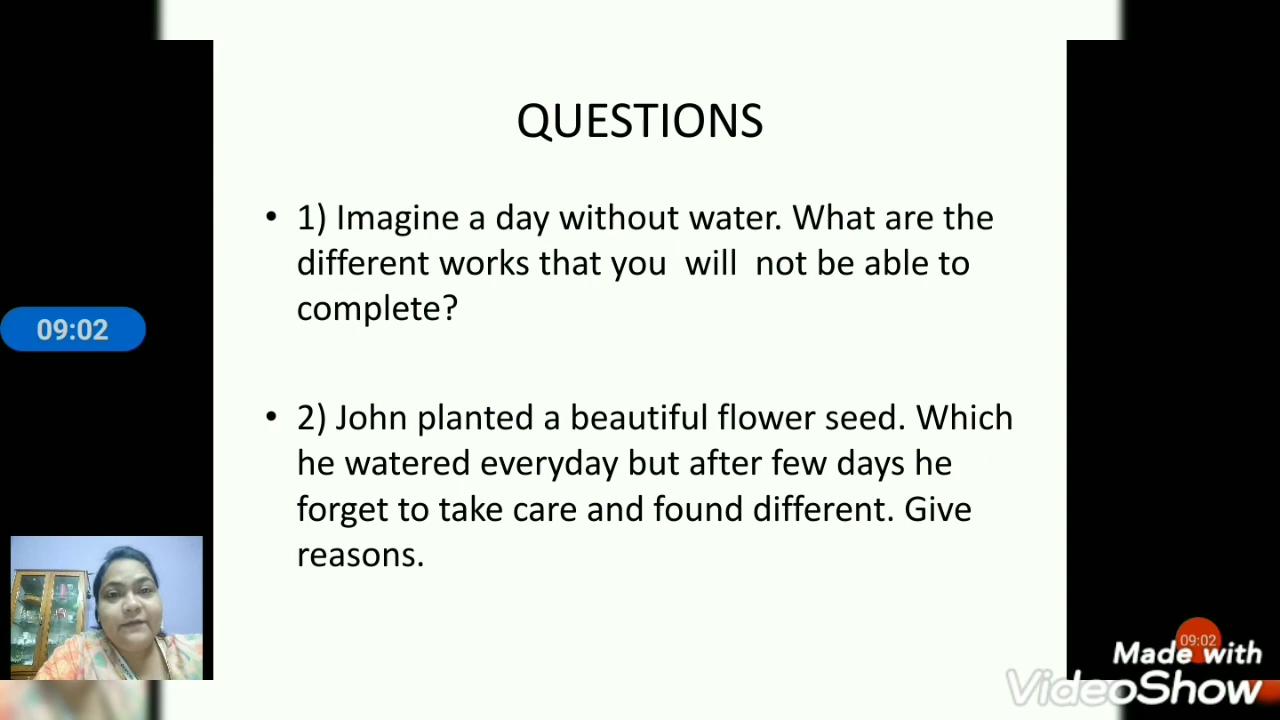 QUESTIONS
• 1) Imagine a day without water. What are the
different works that you will not be able to
complete?
09:02
• 2) John planted a beautiful flower seed. Which
he watered everyday but after few days he
forget to take care and found different. Give
reasons.
09:02
Made with
VideoShow